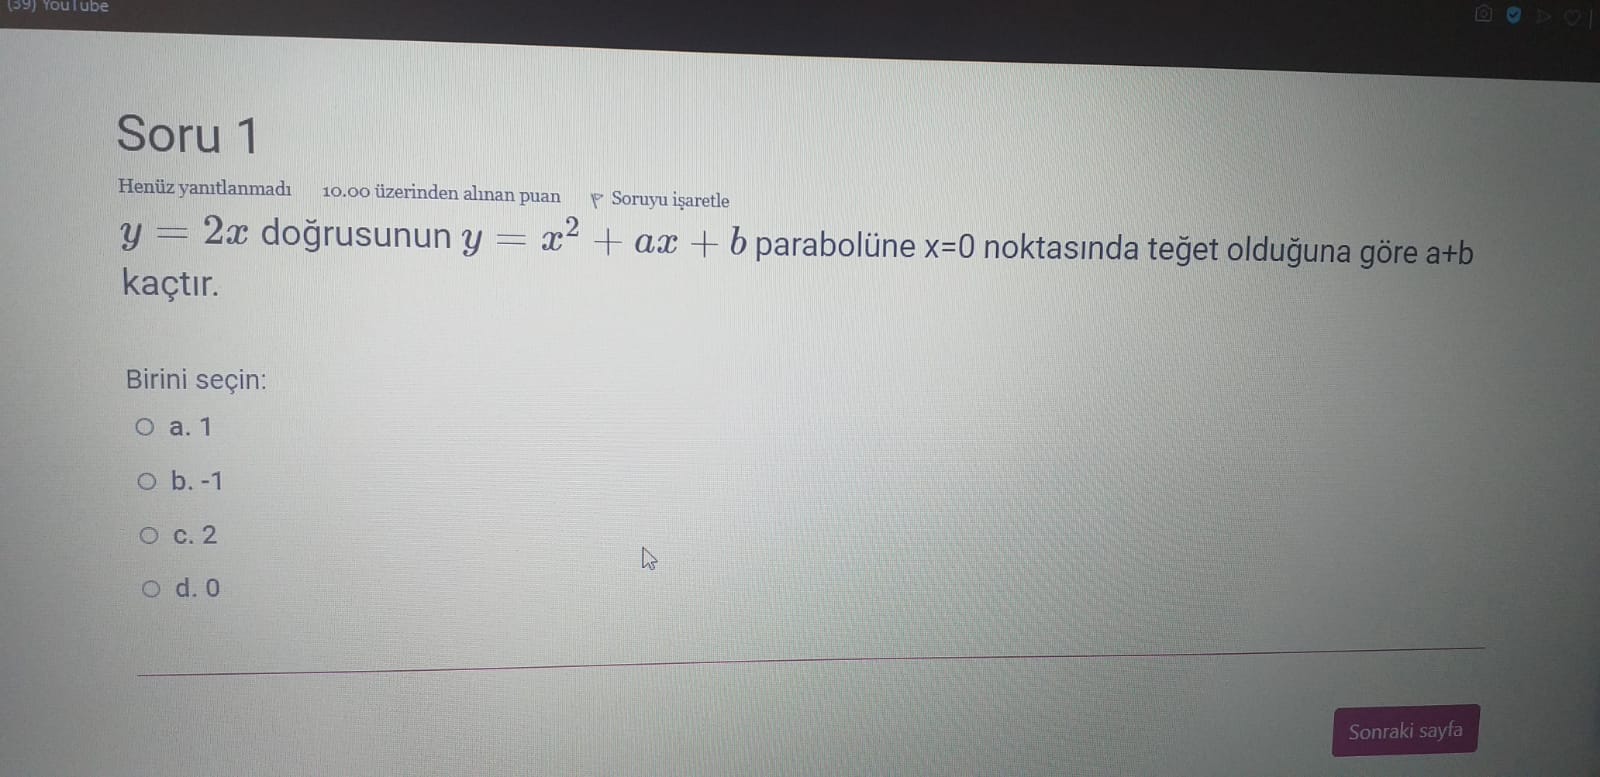 (39) YouTube
Soru 1
Henüz yanıtlanmadı 10.00 üzerinden alınan puan Soruyu işaretle
y = 2x doğrusunun y = x² + ax + b parabolüne x=0 noktasında teğet olduğuna göre a+b
kaçtır.
Birini seçin:
a. 1
b. -1
c. 2
d. 0
Sonraki sayfa